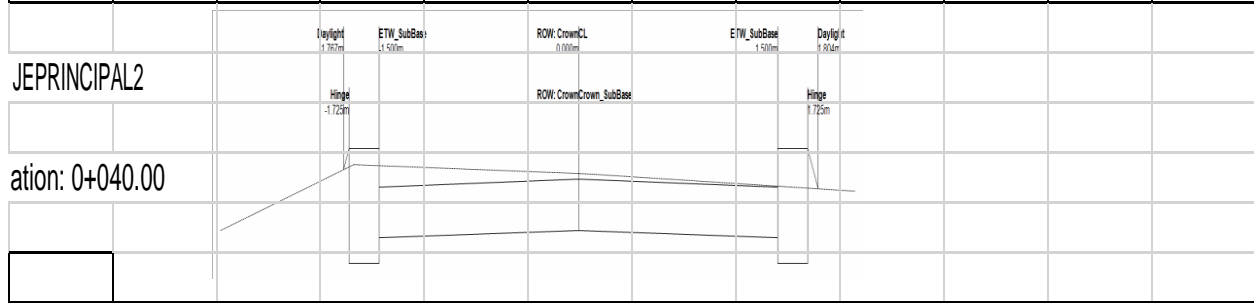 Daylight ETW_SubBase ROW: CrownCL ETW_SubBase Daylight
-1.767m -1.500m 0.000m 1.500m 1.804m
JEPRINCIPAL2
Hinge ROW: CrownCrown_SubBase Hinge
-1.725m 1.725m
ation: 0+040.00